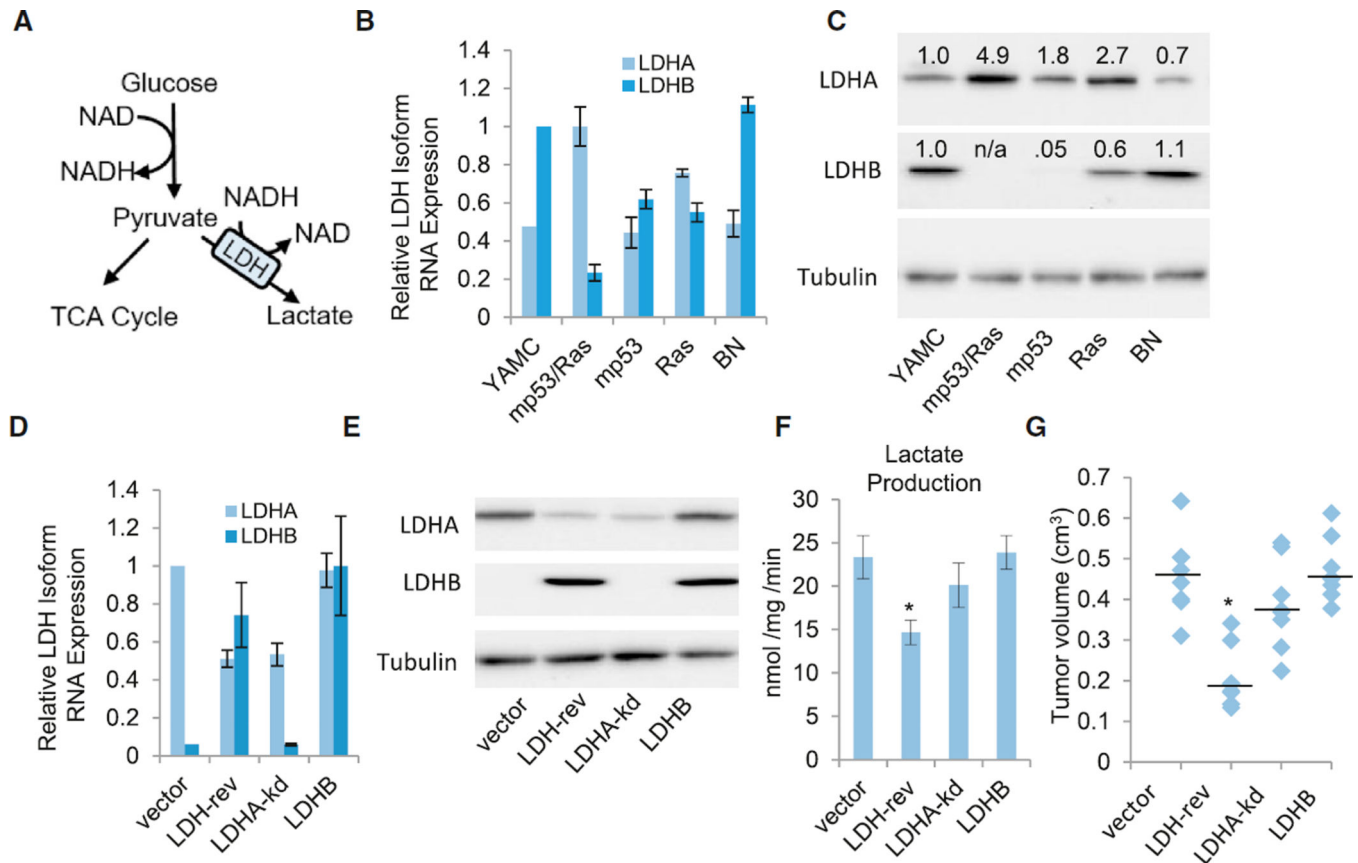 A
Glucose
NAD
NADH
Pyruvate
NADH
NAD
LDH
TCA Cycle
Lactate
B
Relative LDH Isoform
RNA Expression
1.4
1.2
1
0.8
0.6
0.4
0.2
0
LDHA
LDHB
YAMC
mp53/Ras
mp53
Ras
BN
C
LDHA
1.0 4.9 1.8 2.7 0.7
LDHB
1.0 n/a .05 0.6 1.1
Tubulin
YAMC
mp53/Ras
mp53
Ras
BN
D
Relative LDH Isoform
RNA Expression
1.4
1.2
1
0.8
0.6
0.4
0.2
0
LDHA
LDHB
vector
LDH-rev
LDHA-kd
LDHB
E
LDHA
LDHB
Tubulin
vector
LDH-rev
LDHA-kd
LDHB
F
Lactate
Production
nmol /mg /min
30
25
20
15
10
5
0
*
vector
LDH-rev
LDHA-kd
LDHB
G
Tumor volume (cm³)
0.7
0.6
0.5
0.4
0.3
0.2
0.1
0
*
vector
LDH-rev
LDHA-kd
LDHB